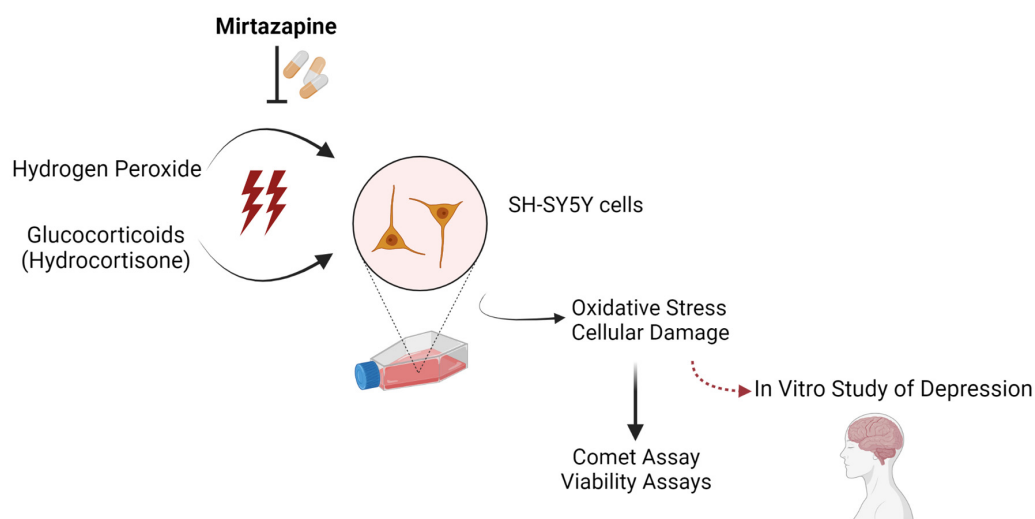 Mirtazapine
Hydrogen Peroxide
Glucocorticoids
(Hydrocortisone)
SH-SY5Y cells
Oxidative Stress
Cellular Damage
In Vitro Study of Depression
Comet Assay
Viability Assays